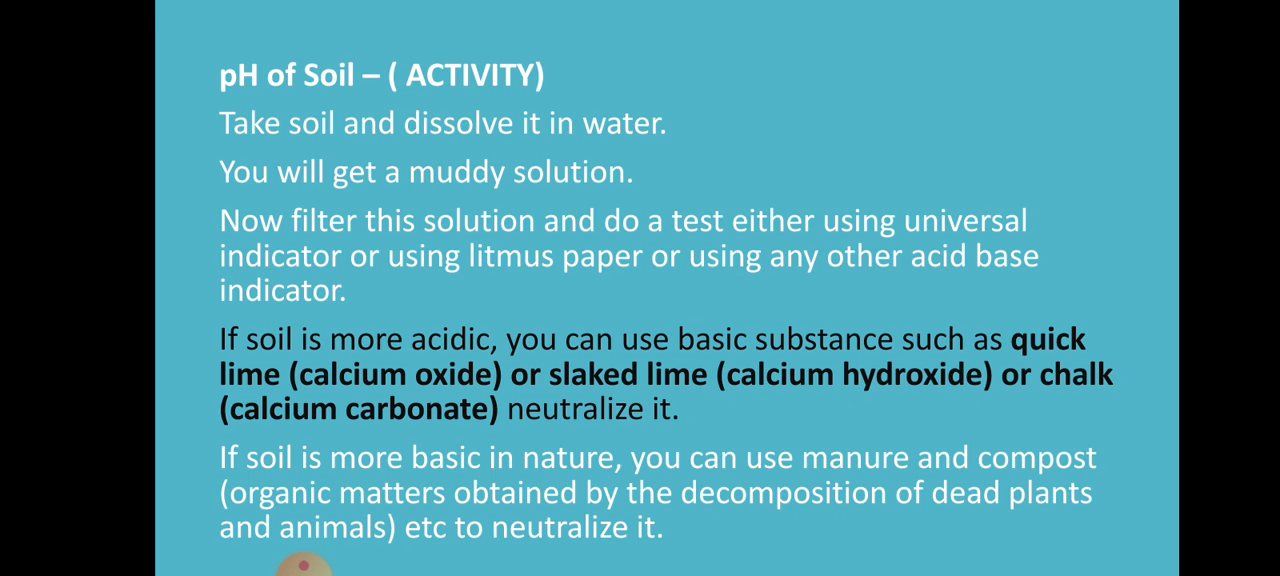 pH of Soil – ( ACTIVITY)
Take soil and dissolve it in water.
You will get a muddy solution.
Now filter this solution and do a test either using universal
indicator or using litmus paper or using any other acid base
indicator.
If soil is more acidic, you can use basic substance such as quick
lime (calcium oxide) or slaked lime (calcium hydroxide) or chalk
(calcium carbonate) neutralize it.
If soil is more basic in nature, you can use manure and compost
(organic matters obtained by the decomposition of dead plants
and animals) etc to neutralize it.